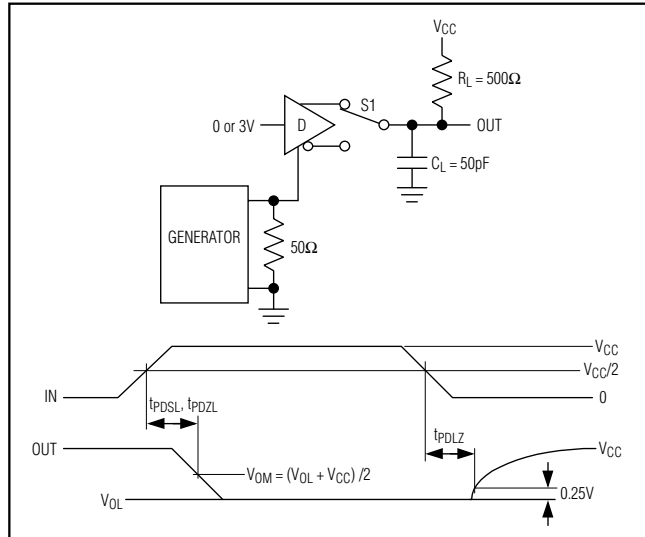 VCC
RL = 500Ω
S1
0 or 3V
D
OUT
CL = 50pF
GENERATOR
50Ω
VCC
VCC/2
IN
0
tPDSL, tPDZL
tPDLZ
OUT
VCC
VOM = (VOL + VCC) /2
0.25V
VOL